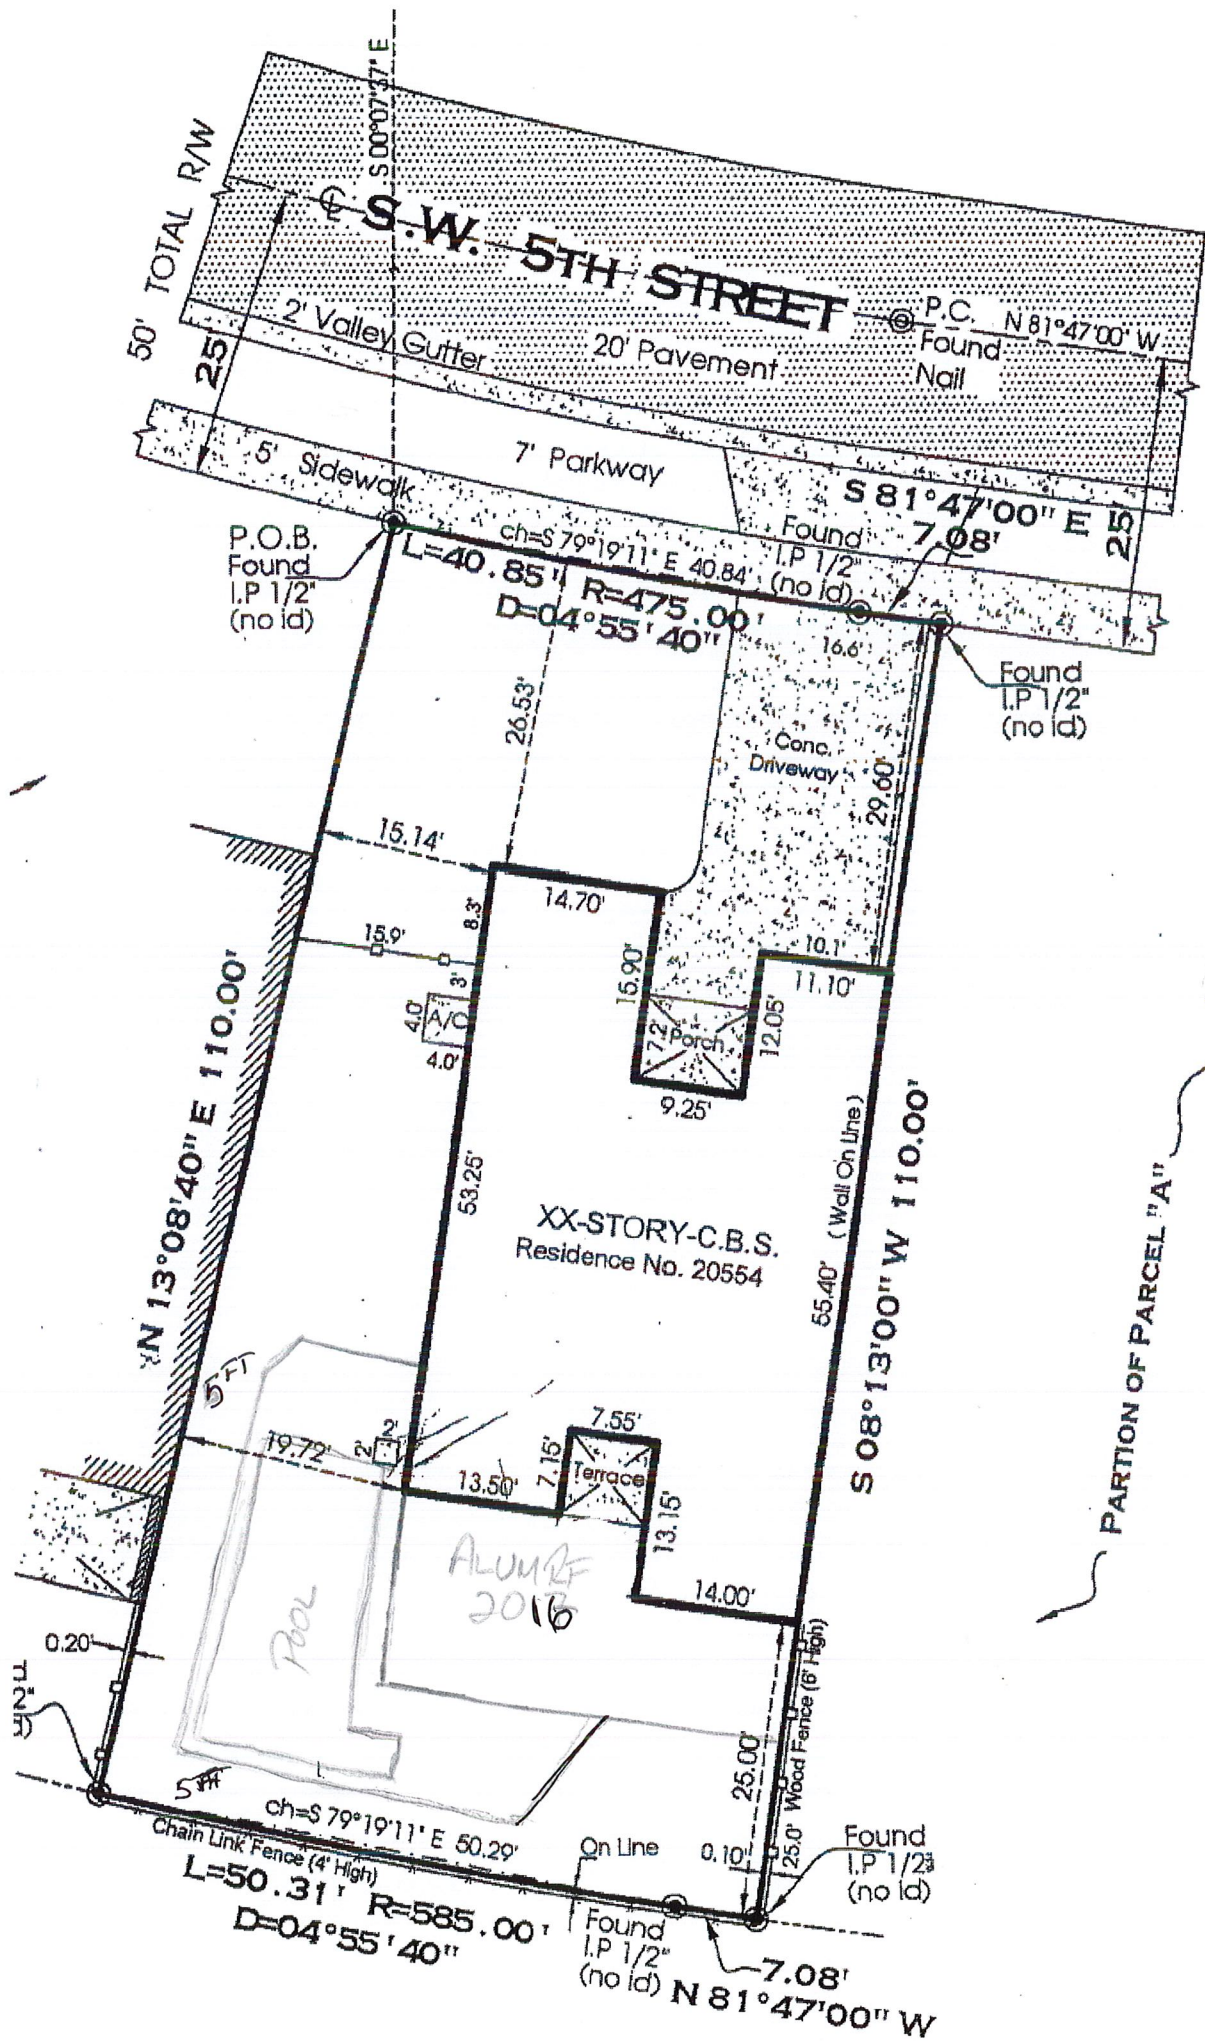 S 00°07'37" E
50' TOTAL R/W
25'
C̲L S.W. 5TH STREET
P.C.
Found
Nail
N 81°47'00" W
2' Valley Gutter
20' Pavement
5' Sidewalk
7' Parkway
S 81°47'00" E
7.08'
25
P.O.B.
Found
I.P 1/2"
(no id)
ch=S 79°19'11" E 40.84'
L=40.85' R=475.00'
D=04°55'40"
Found
I.P 1/2"
(no id)
16.6'
Found
I.P 1/2"
(no id)
26.53'
Conc.
Driveway
29.60'
15.14'
14.70'
8.3'
15.9'
3'
4.0'
A/C
4.0'
15.90'
7.2'
Porch
12.05'
10.1'
11.10'
9.25'
N 13°08'40" E 110.00'
53.25'
XX-STORY-C.B.S.
Residence No. 20554
55.40' (Wall On Line)
S 08°13'00" W 110.00'
PARTION OF PARCEL "A"
5 FT
19.72'
2'
2'
13.50'
7.15'
7.55'
Terrace
13.15'
14.00'
POOL
16
0.20'
25.00'
25.0' Wood Fence (6' High)
ch=S 79°19'11" E 50.29'
Chain Link Fence (4' High)
L=50.31' R=585.00'
D=04°55'40"
On Line
0.10'
Found
I.P 1/2"
(no id)
Found
I.P 1/2"
(no id)
7.08'
N 81°47'00" W